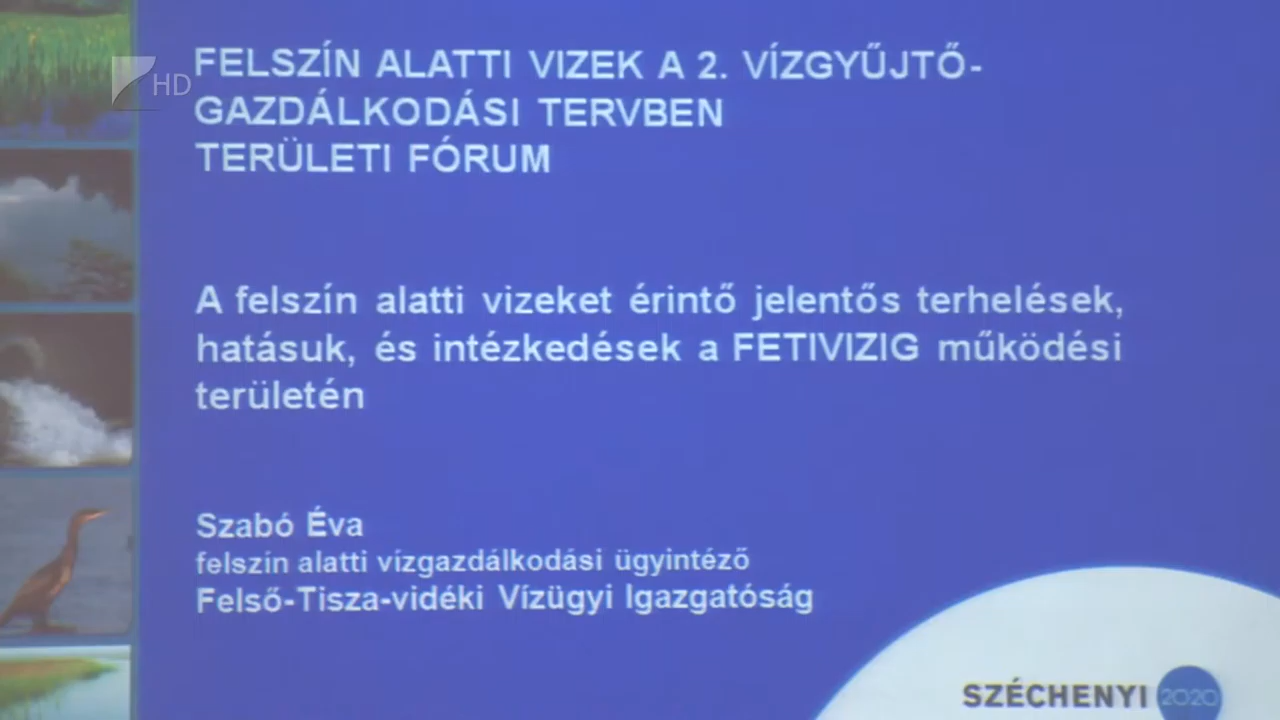 HD
FELSZÍN ALATTI VIZEK A 2. VÍZGYŰJTŐ-
GAZDÁLKODÁSI TERVBEN
TERÜLETI FÓRUM
A felszín alatti vizeket érintő jelentős terhelések,
hatásuk, és intézkedések a FETIVIZIG működési
területén
Szabó Éva
felszín alatti vízgazdálkodási ügyintéző
Felső-Tisza-vidéki Vízügyi Igazgatóság
SZÉCHENYI 2020